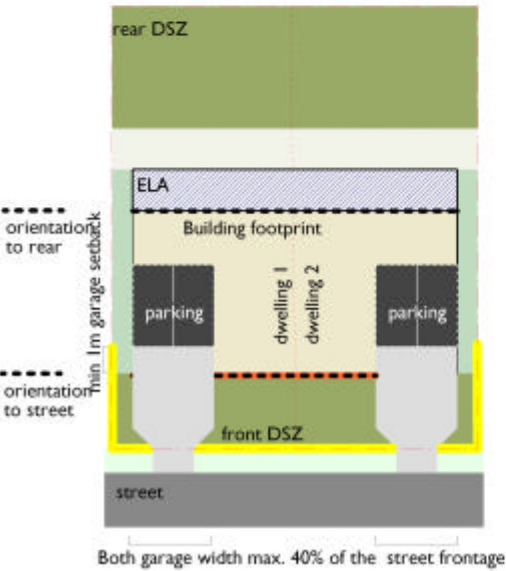 rear DSZ
ELA
orientation
to rear
Building footprint
min 1m garage setback
parking
dwelling 1
dwelling 2
parking
orientation
to street
front DSZ
street
Both garage width max. 40% of the street frontage